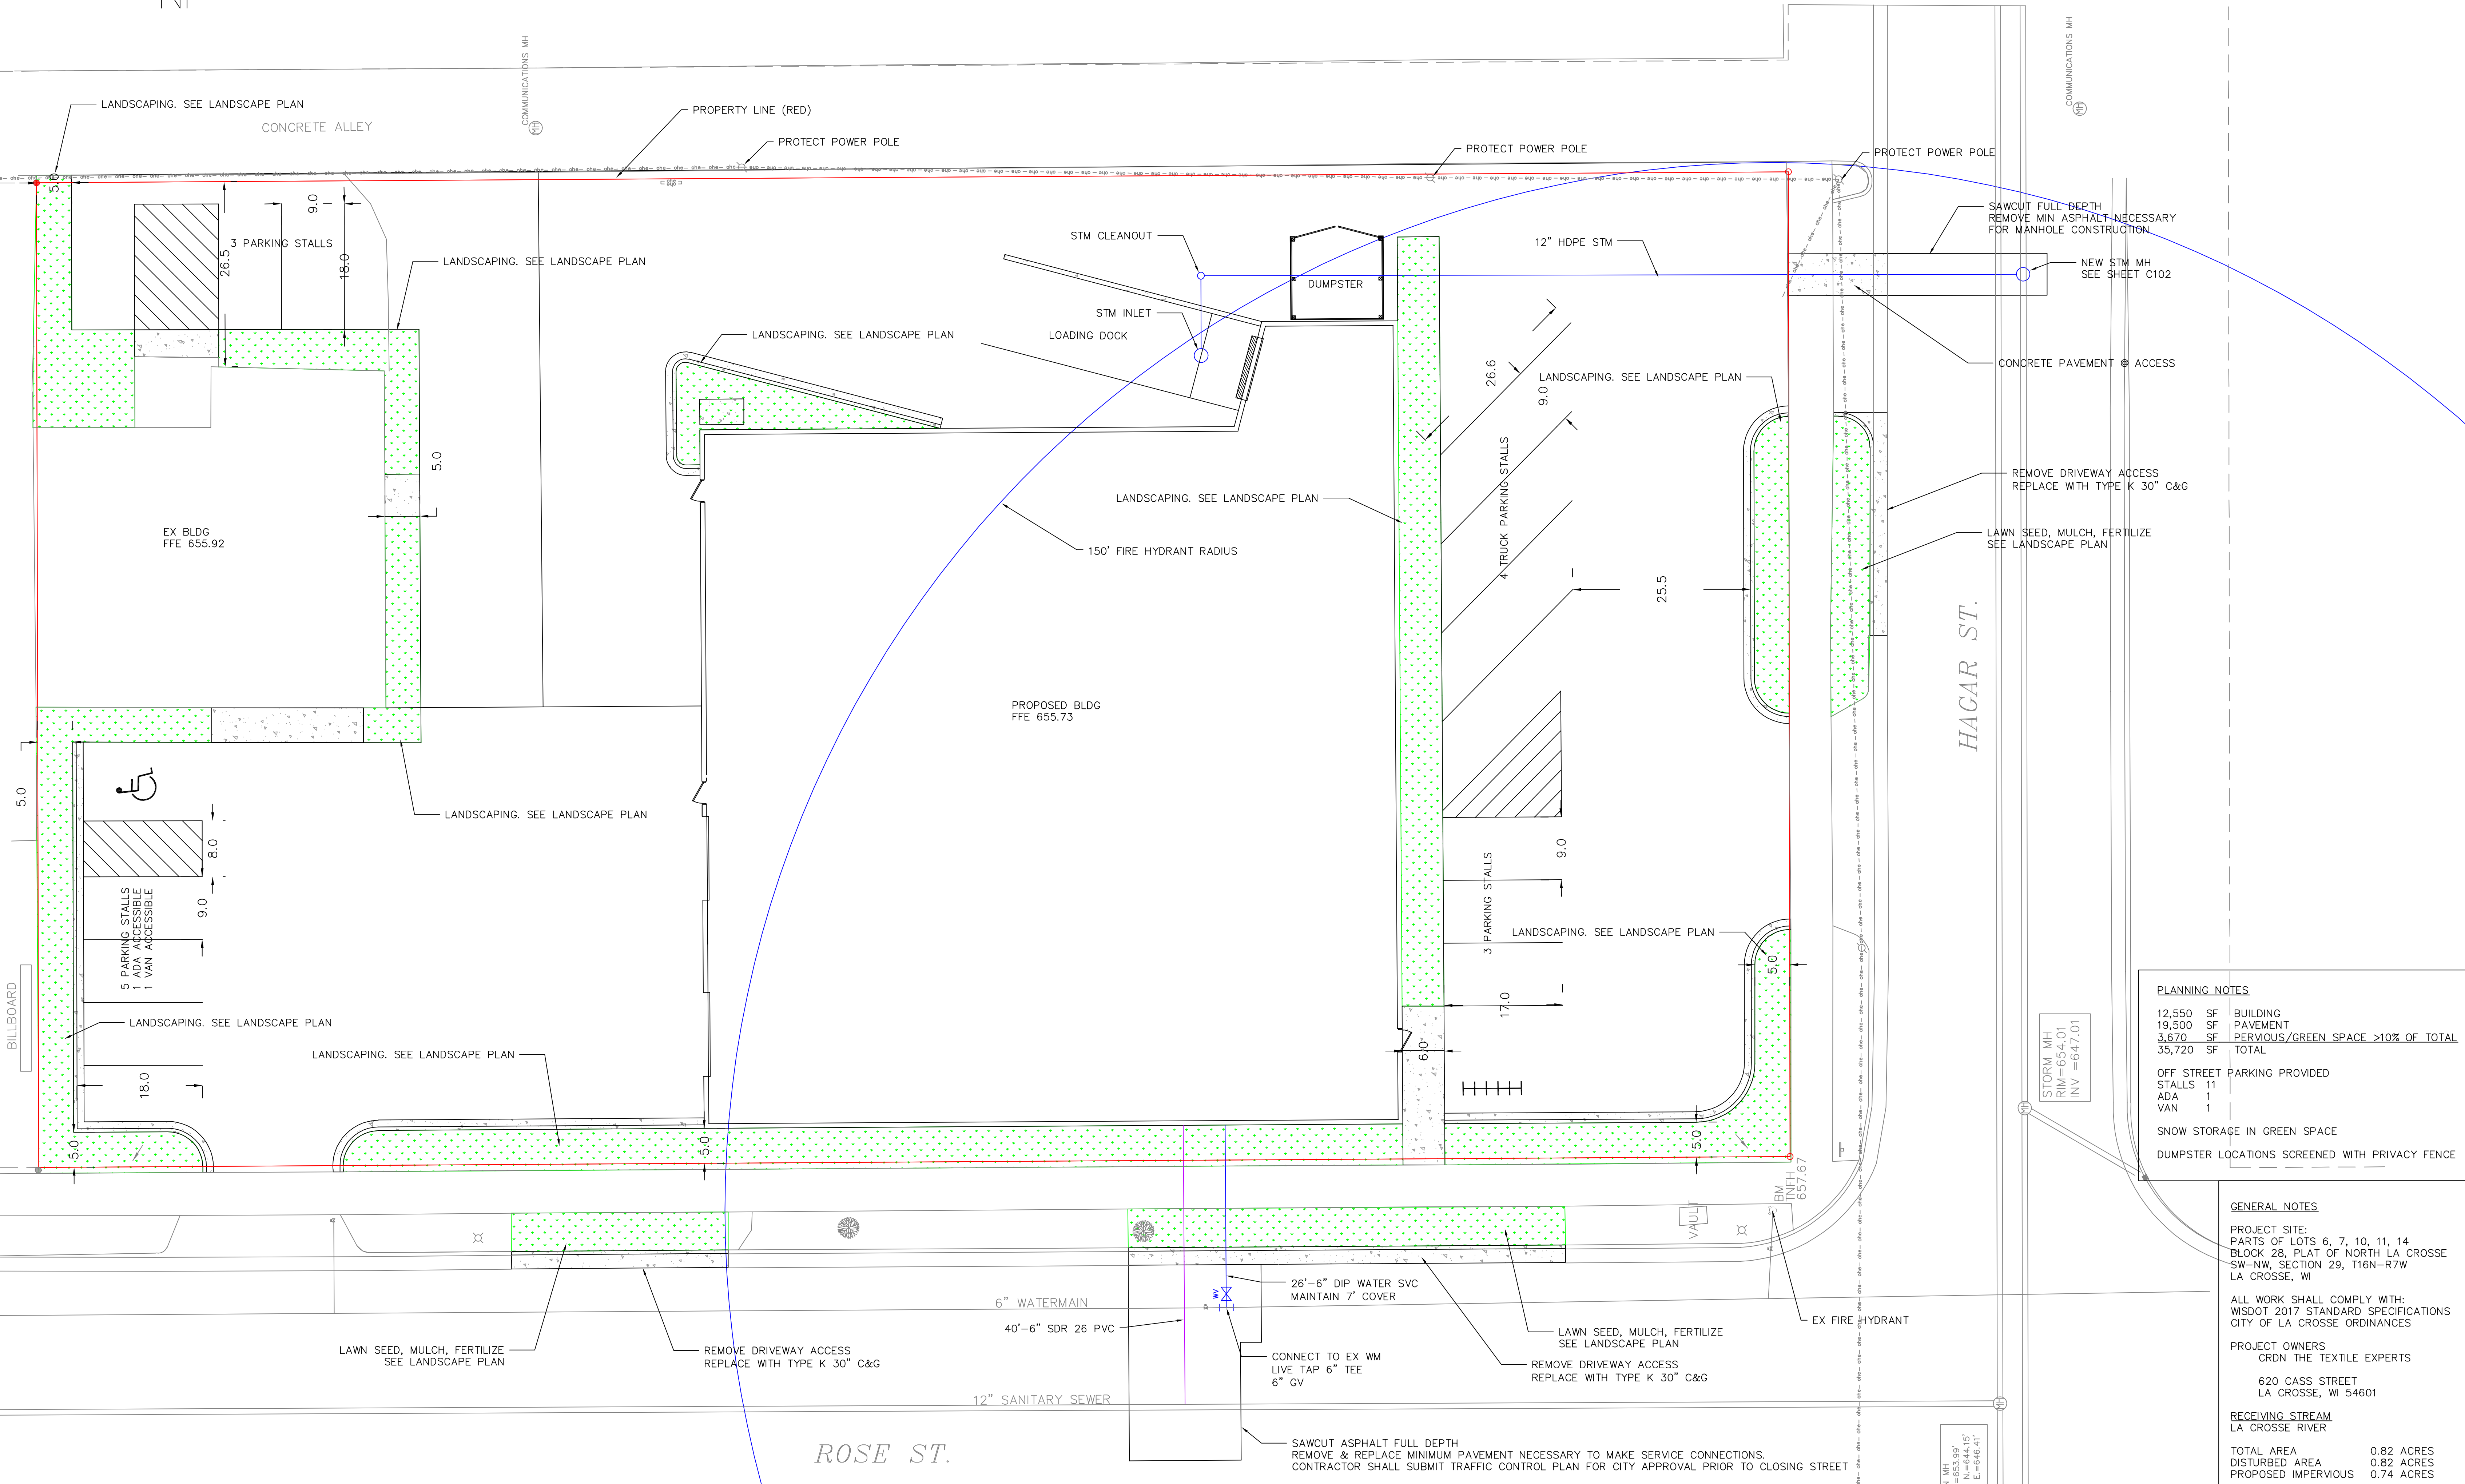 COMMUNICATIONS MH
MH
COMMUNICATIONS MH
MH
LANDSCAPING. SEE LANDSCAPE PLAN
CONCRETE ALLEY
PROPERTY LINE (RED)
PROTECT POWER POLE
PROTECT POWER POLE
PROTECT POWER POLE
5.0
9.0
3 PARKING STALLS
26.5
18.0
LANDSCAPING. SEE LANDSCAPE PLAN
STM CLEANOUT
12" HDPE STM
SAWCUT FULL DEPTH
REMOVE MIN ASPHALT NECESSARY
FOR MANHOLE CONSTRUCTION
NEW STM MH
SEE SHEET C102
DUMPSTER
STM INLET
LOADING DOCK
LANDSCAPING. SEE LANDSCAPE PLAN
26.6
9.0
LANDSCAPING. SEE LANDSCAPE PLAN
CONCRETE PAVEMENT @ ACCESS
5.0
4 TRUCK PARKING STALLS
LANDSCAPING. SEE LANDSCAPE PLAN
REMOVE DRIVEWAY ACCESS
REPLACE WITH TYPE K 30" C&G
EX BLDG
FFE 655.92
150' FIRE HYDRANT RADIUS
LAWN SEED, MULCH, FERTILIZE
SEE LANDSCAPE PLAN
25.5
HAGAR ST.
PROPOSED BLDG
FFE 655.73
5.0
LANDSCAPING. SEE LANDSCAPE PLAN
8.0
9.0
5 PARKING STALLS
1 ADA ACCESSIBLE
1 VAN ACCESSIBLE
9.0
3 PARKING STALLS
LANDSCAPING. SEE LANDSCAPE PLAN
5.0
17.0
6.0
BILLBOARD
LANDSCAPING. SEE LANDSCAPE PLAN
LANDSCAPING. SEE LANDSCAPE PLAN
18.0
5.0
5.0
5.0
STORM MH
RIM=654.01
INV =647.01
MH
PLANNING NOTES
12,550 SF BUILDING
19,500 SF PAVEMENT
3,670 SF PERVIOUS/GREEN SPACE >10% OF TOTAL
35,720 SF TOTAL
OFF STREET PARKING PROVIDED
STALLS 11
ADA 1
VAN 1
SNOW STORAGE IN GREEN SPACE
DUMPSTER LOCATIONS SCREENED WITH PRIVACY FENCE
VAULT
BM
TNFH
657.67
WV
26'-6" DIP WATER SVC
MAINTAIN 7' COVER
6" WATERMAIN
40'-6" SDR 26 PVC
EX FIRE HYDRANT
LAWN SEED, MULCH, FERTILIZE
SEE LANDSCAPE PLAN
REMOVE DRIVEWAY ACCESS
REPLACE WITH TYPE K 30" C&G
CONNECT TO EX WM
LIVE TAP 6" TEE
6" GV
LAWN SEED, MULCH, FERTILIZE
SEE LANDSCAPE PLAN
REMOVE DRIVEWAY ACCESS
REPLACE WITH TYPE K 30" C&G
12" SANITARY SEWER
MH
ROSE ST.
SAWCUT ASPHALT FULL DEPTH
REMOVE & REPLACE MINIMUM PAVEMENT NECESSARY TO MAKE SERVICE CONNECTIONS.
CONTRACTOR SHALL SUBMIT TRAFFIC CONTROL PLAN FOR CITY APPROVAL PRIOR TO CLOSING STREET
MH
=653.99'
N.=644.15'
E.=646.41'
GENERAL NOTES
PROJECT SITE:
PARTS OF LOTS 6, 7, 10, 11, 14
BLOCK 28, PLAT OF NORTH LA CROSSE
SW-NW, SECTION 29, T16N-R7W
LA CROSSE, WI
ALL WORK SHALL COMPLY WITH:
WISDOT 2017 STANDARD SPECIFICATIONS
CITY OF LA CROSSE ORDINANCES
PROJECT OWNERS
CRDN THE TEXTILE EXPERTS
620 CASS STREET
LA CROSSE, WI 54601
RECEIVING STREAM
LA CROSSE RIVER
TOTAL AREA 0.82 ACRES
DISTURBED AREA 0.82 ACRES
PROPOSED IMPERVIOUS 0.74 ACRES